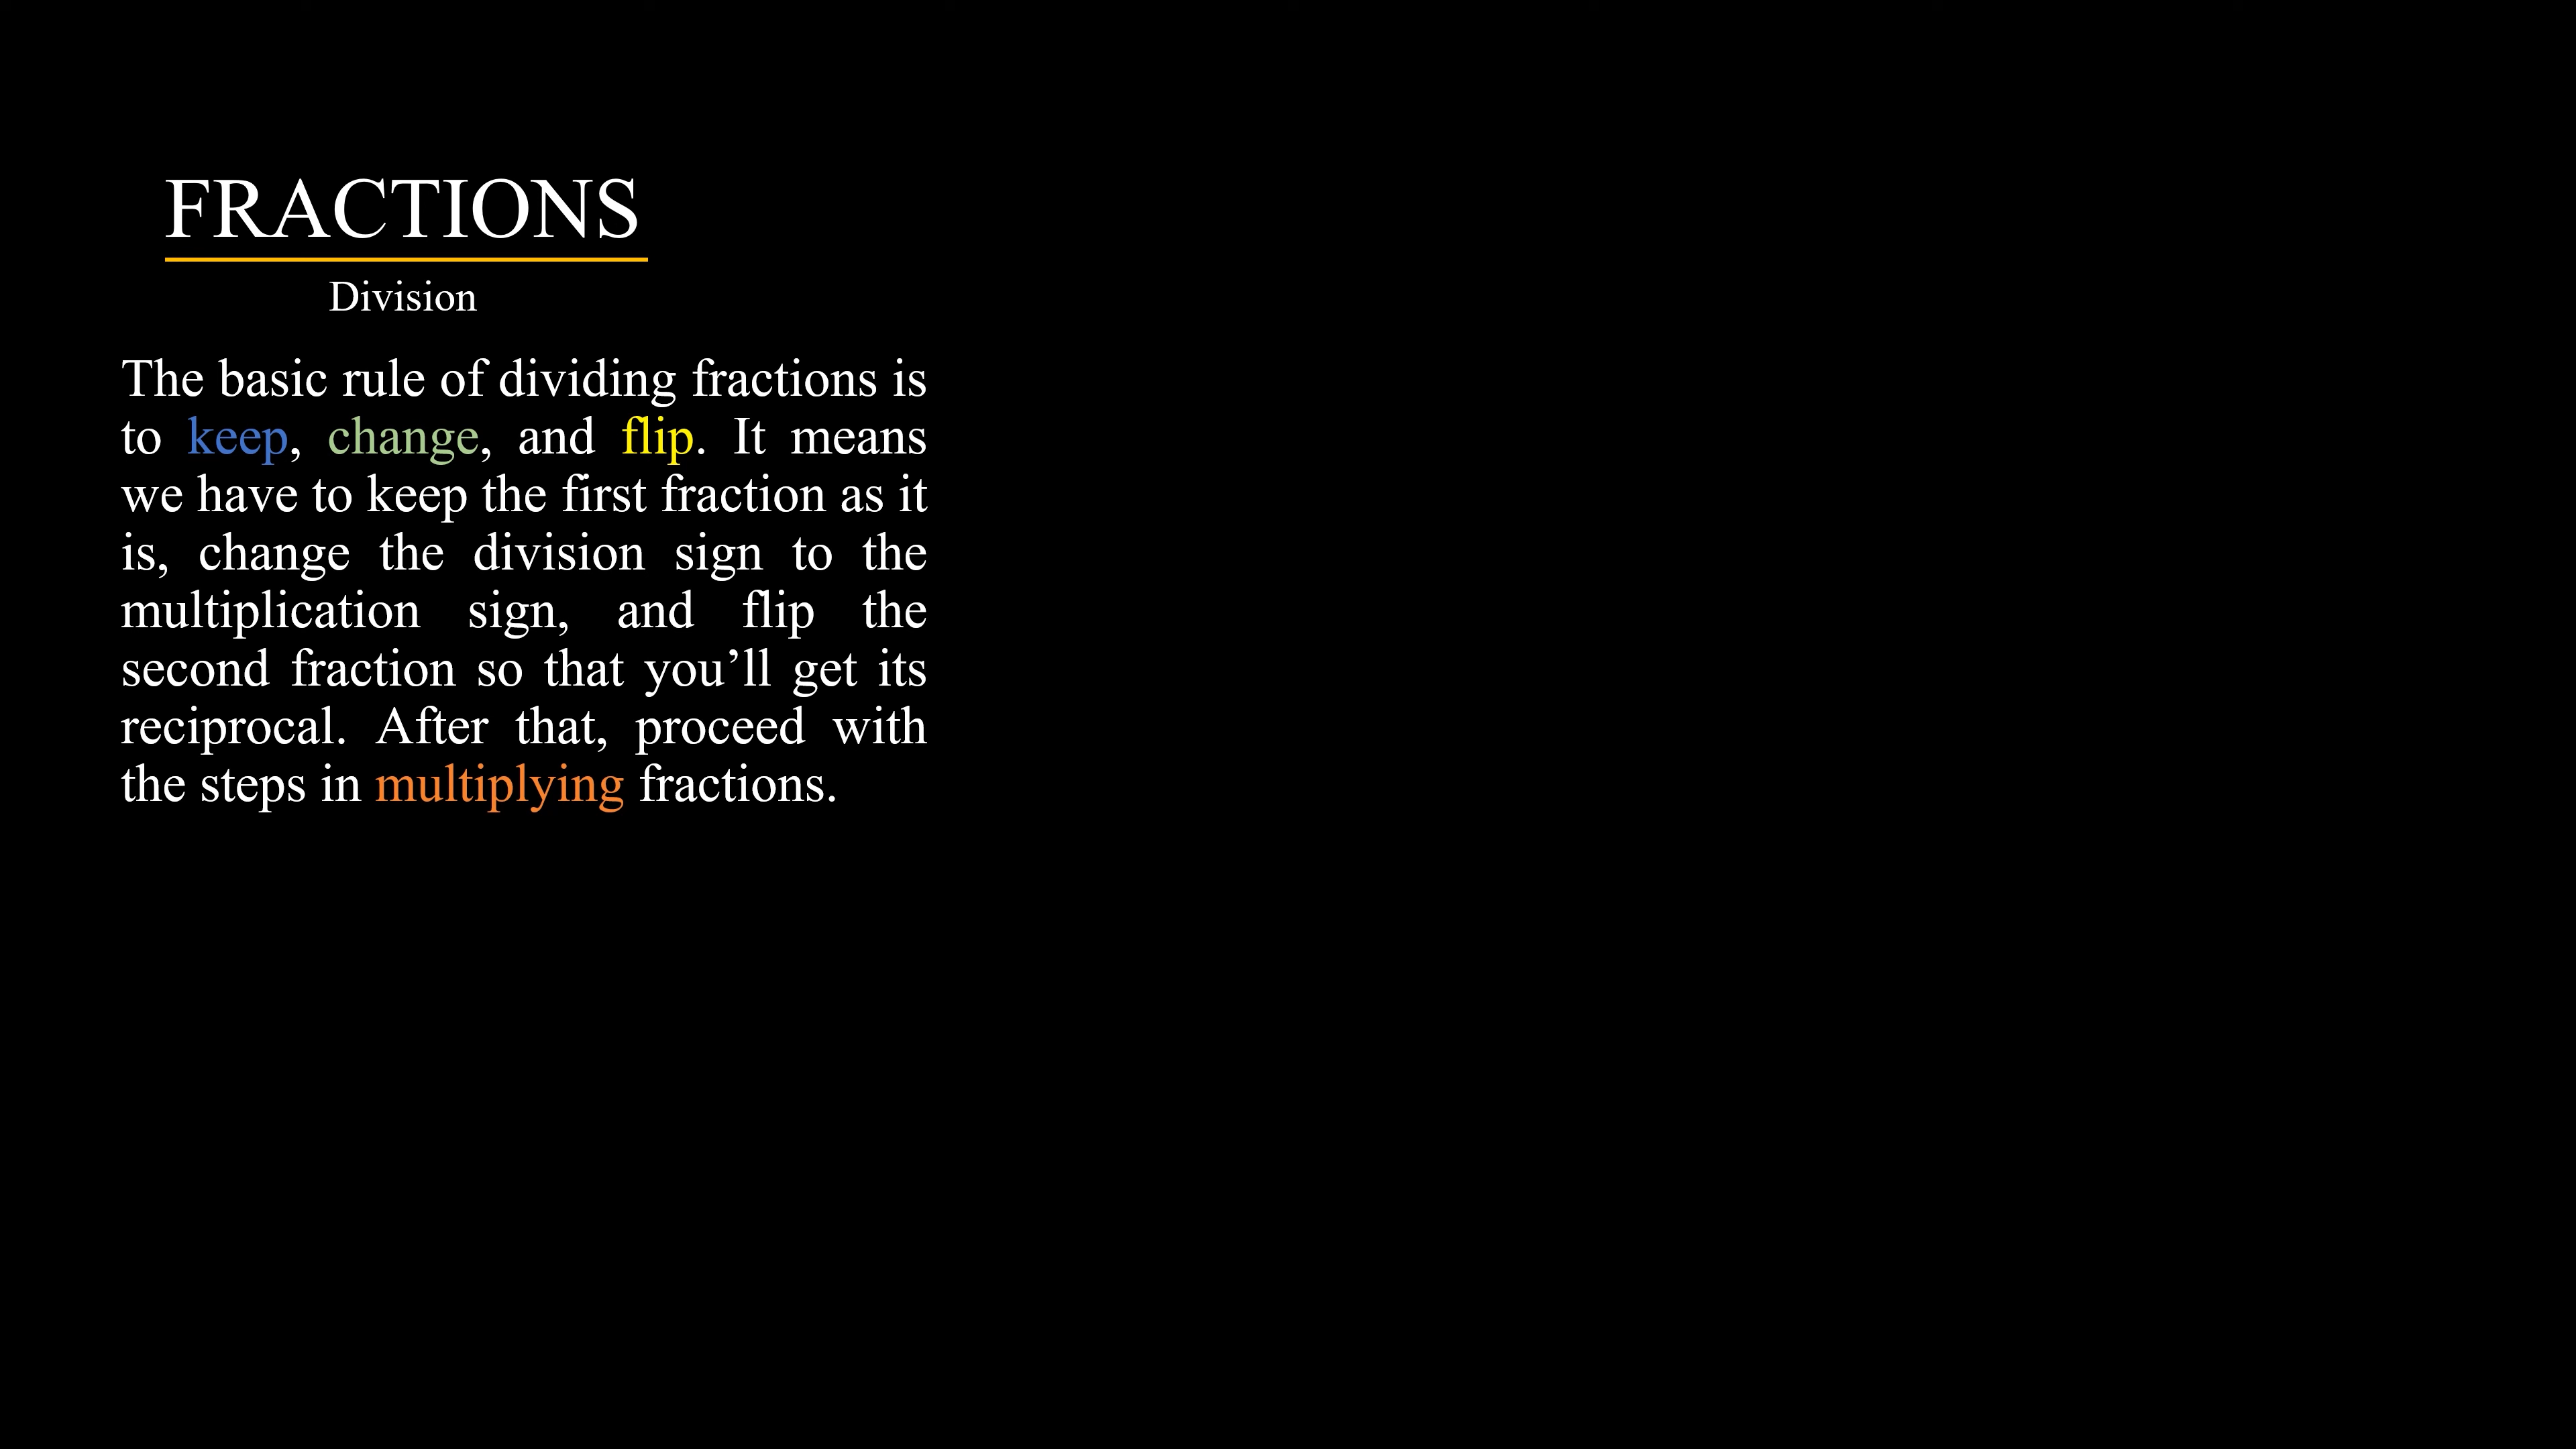 FRACTIONS
Division
The basic rule of dividing fractions is
to keep, change, and flip. It means
we have to keep the first fraction as it
is, change the division sign to the
multiplication sign, and flip the
second fraction so that you’ll get its
reciprocal. After that, proceed with
the steps in multiplying fractions.